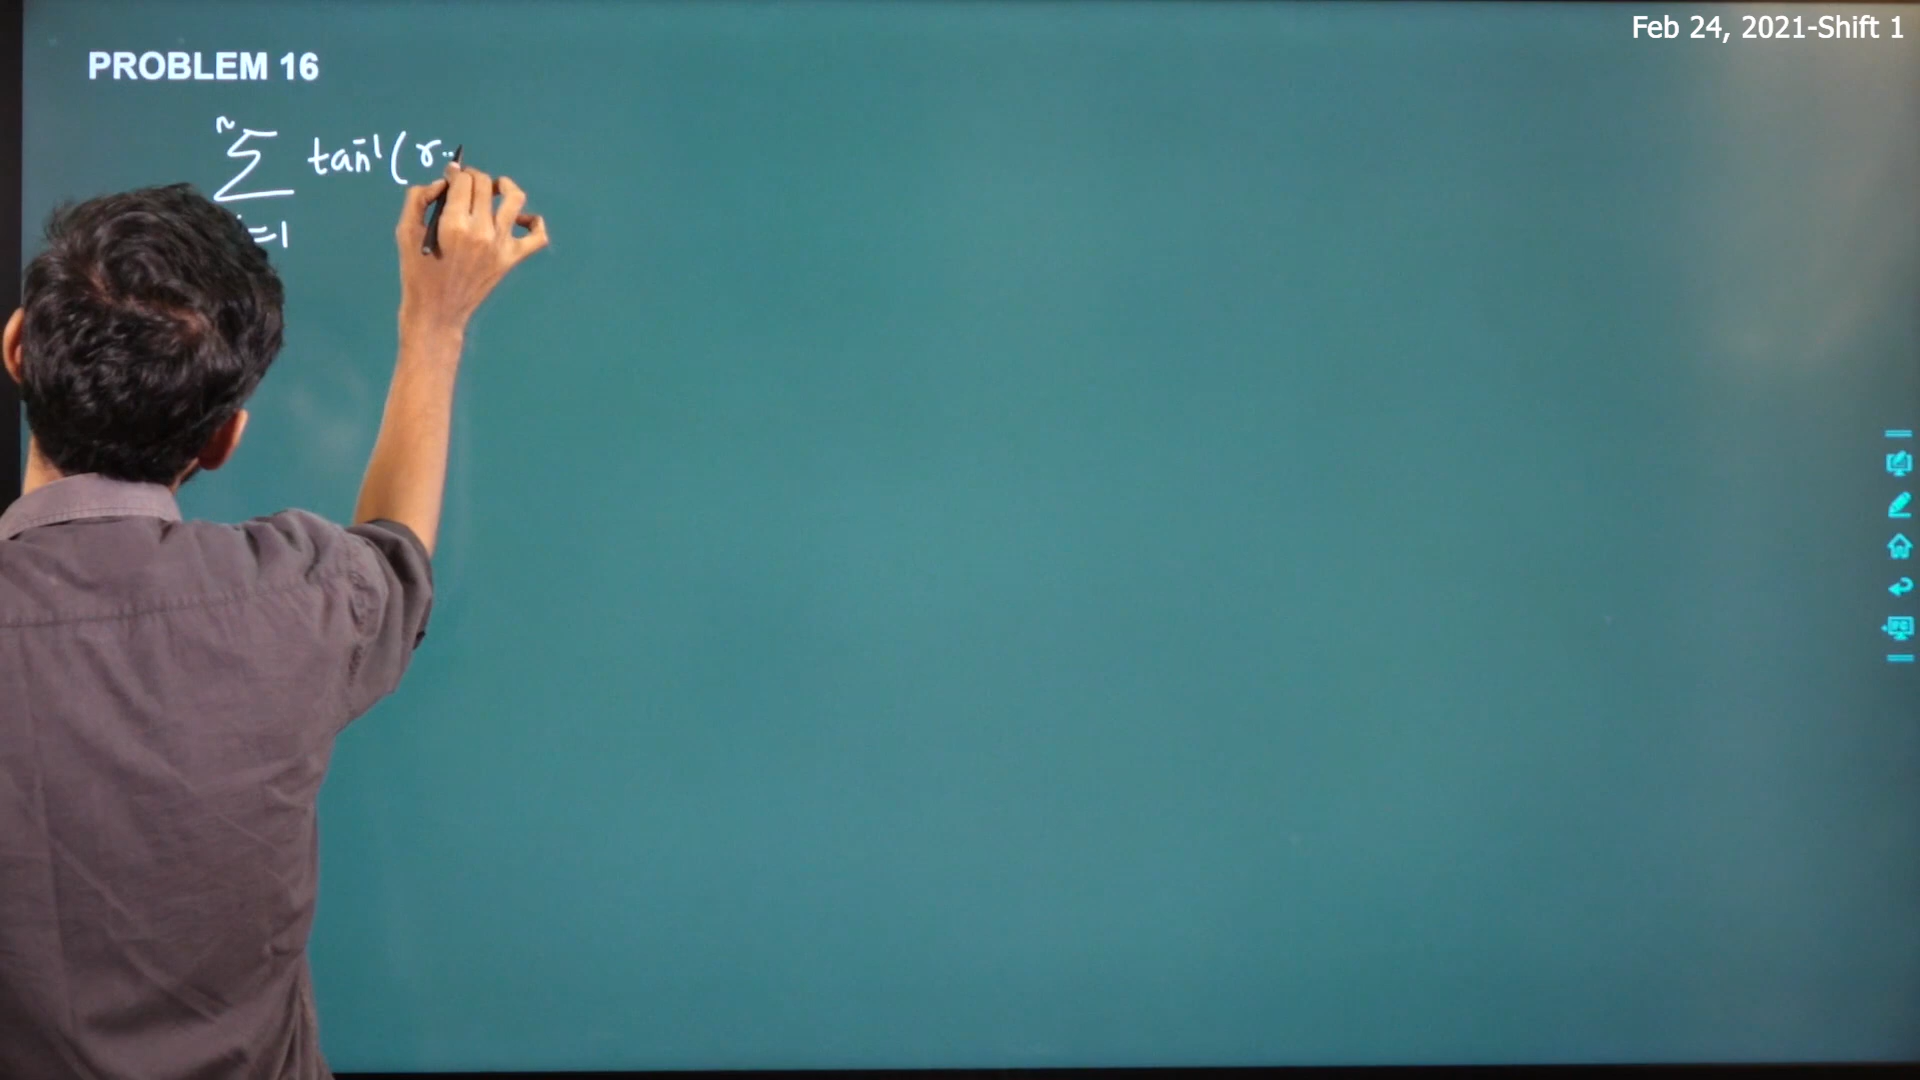 Feb 24, 2021-Shift 1
PROBLEM 16
n
∑ tan⁻¹(r
=1